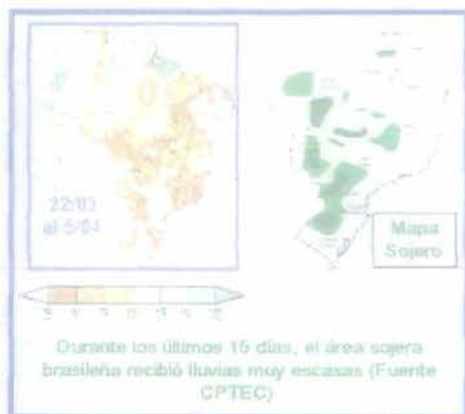 22/03
al 5/04
Mapa
Sojero
Durante los últimos 15 días, el área sojera
brasileña recibió lluvias muy escasas (Fuente
CPTEC)